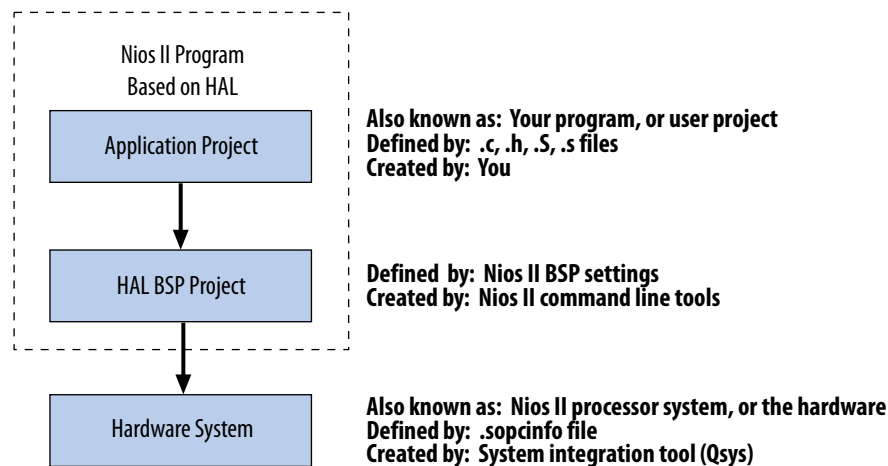 Nios II Program
Based on HAL
Application Project
Also known as: Your program, or user project
Defined by: .c, .h, .S, .s files
Created by: You
HAL BSP Project
Defined by: Nios II BSP settings
Created by: Nios II command line tools
Hardware System
Also known as: Nios II processor system, or the hardware
Defined by: .sopcinfo file
Created by: System integration tool (Qsys)